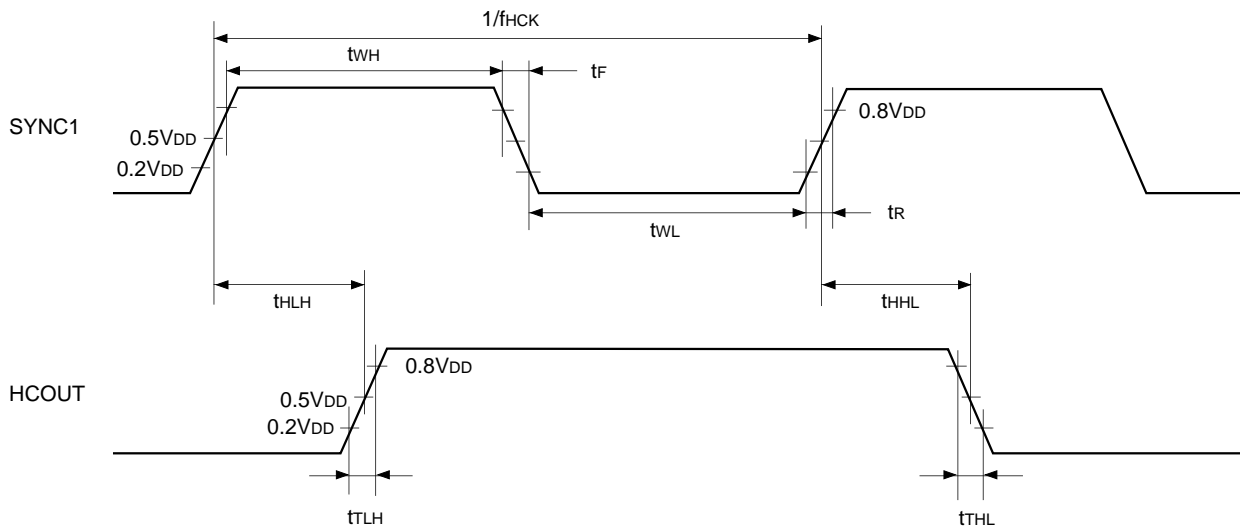 1/fHCK
tWH
tF
SYNC1
0.8VDD
0.5VDD
0.2VDD
tWL
tR
tHLH
tHHL
HCOUT
0.8VDD
0.5VDD
0.2VDD
tTLH
tTHL